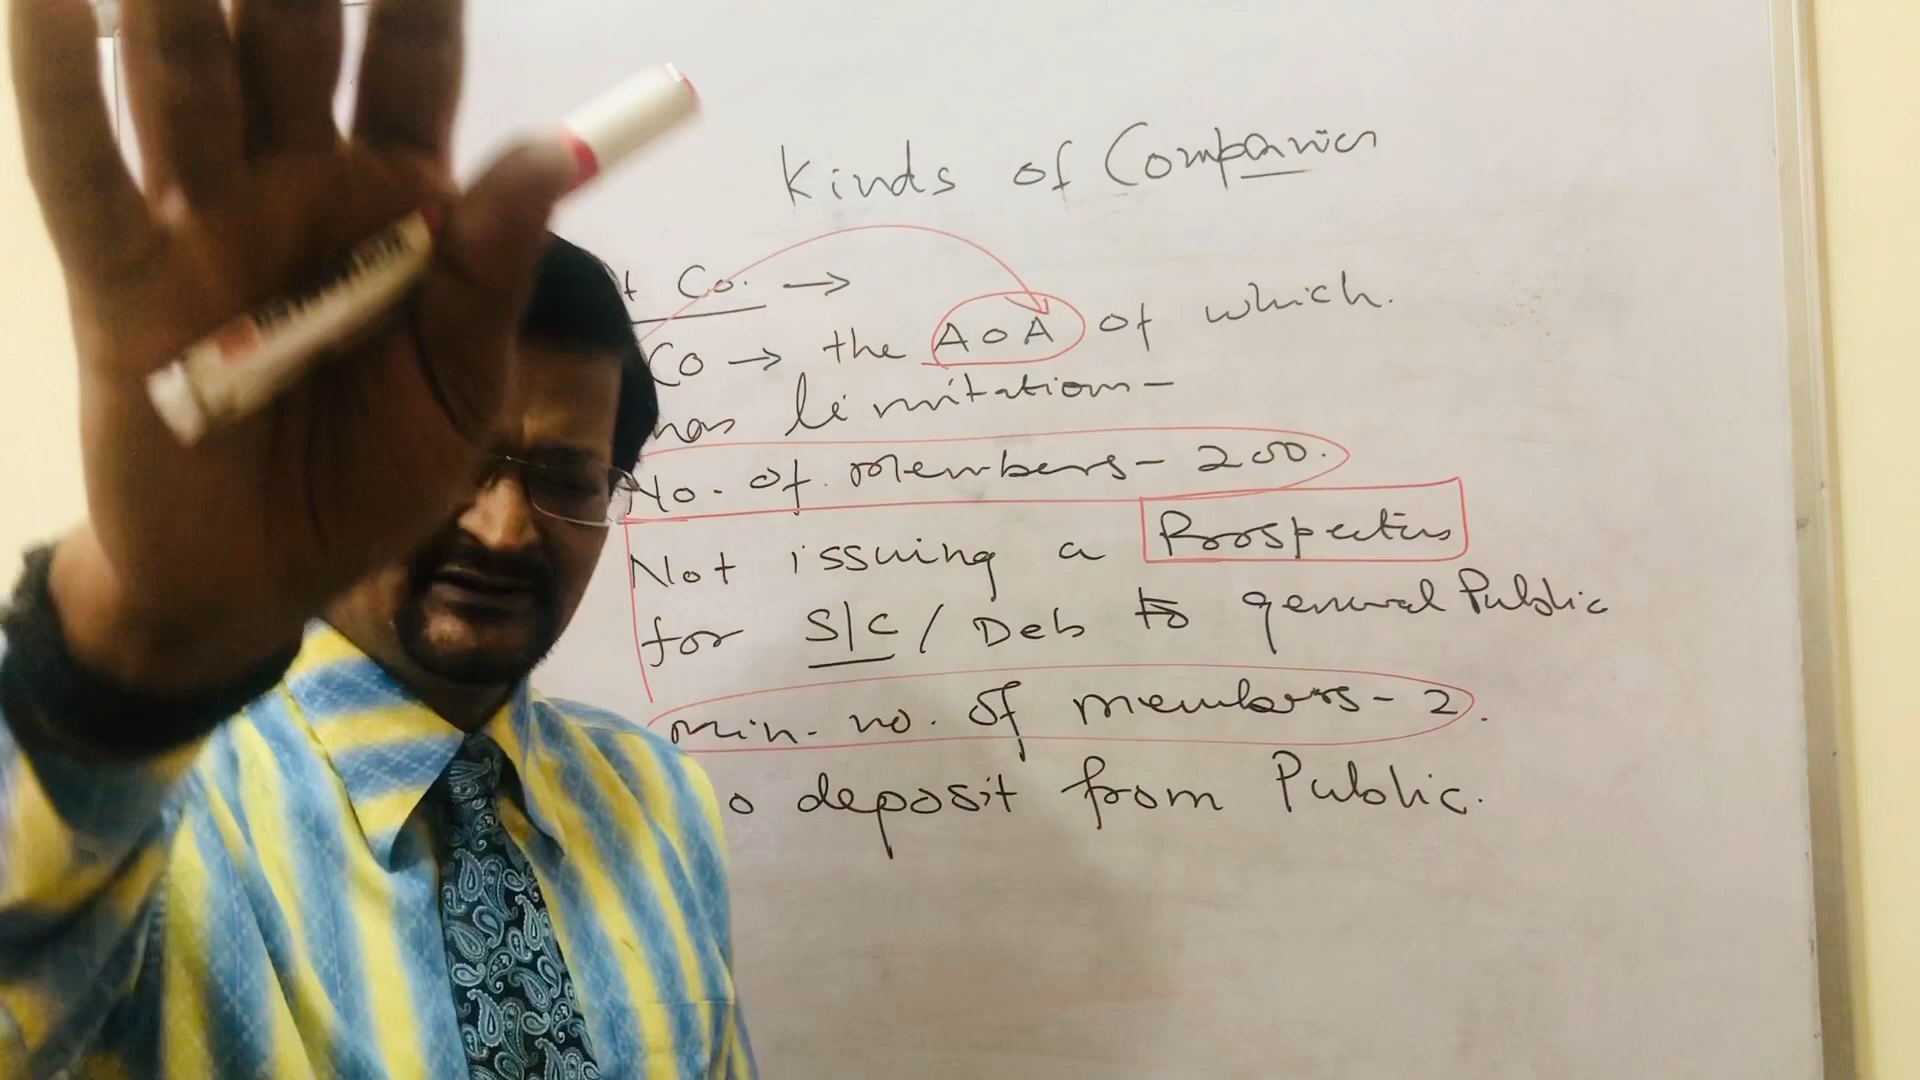 Kinds of Companies
t Co. →
Co → the AOA of which.
has limitations —
No. of Members - 200.
Not issuing a Prospectus
for S/C / Deb to general Public
Min. no. of members - 2.
o deposit from Public.